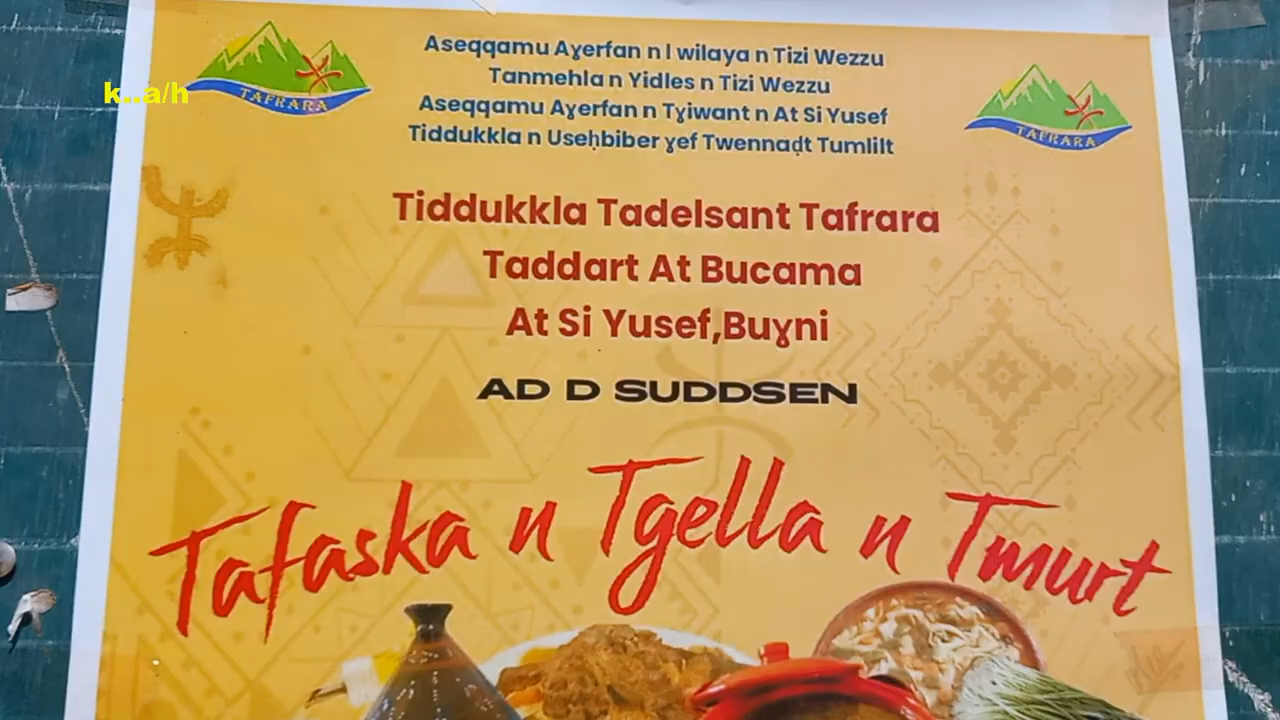 Aseqqamu Aɣerfan n l wilaya n Tizi Wezzu
Tanmehla n Yidles n Tizi Wezzu
Aseqqamu Aɣerfan n Tɣiwant n At Si Yusef
Tiddukkla n Useḥbiber ɣef Twennaḍt Tumlilt
TAFRARA
TAFRARA
k..a/h
Tiddukkla Tadelsant Tafrara
Taddart At Bucama
At Si Yusef,Buɣni
AD D SUDDSEN
Tafaska n Tgella n Tmurt